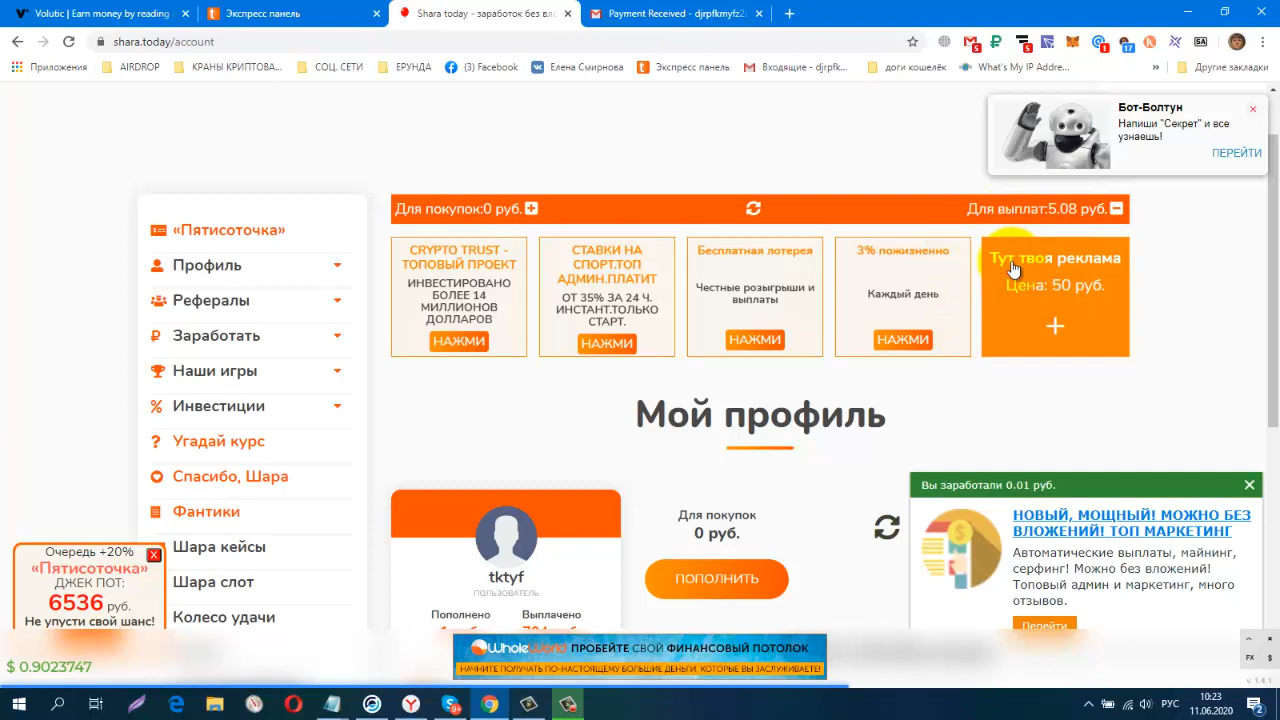 Volutic | Earn money by reading
Экспресс панель
Shara today - заработок без вло
Payment Received - djrpfkmyfz2
shara.today/account
Приложения
AIRDROP
КРАНЫ КРИПТОВА...
СОЦ. СЕТИ
ЕРУНДА
(3) Facebook
Елена Смирнова
Экспресс панель
Входящие - djrpfk...
доги кошелёк
What's My IP Addre...
»
Другие закладки
Бот-Болтун
Напиши "Секрет" и все
узнаешь!
ПЕРЕЙТИ
Для покупок:0 руб.
Для выплат:5.08 руб.
CRYPTO TRUST -
ТОПОВЫЙ ПРОЕКТ
ИНВЕСТИРОВАНО
БОЛЕЕ 14
МИЛЛИОНОВ
ДОЛЛАРОВ
НАЖМИ
СТАВКИ НА
СПОРТ.ТОП
АДМИН.ПЛАТИТ
ОТ 35% ЗА 24 Ч.
ИНСТАНТ.ТОЛЬКО
СТАРТ.
НАЖМИ
Бесплатная лотерея
Честные розыгрыши и
выплаты
НАЖМИ
3% пожизненно
Каждый день
НАЖМИ
Тут твоя реклама
Цена: 50 руб.
+
«Пятисоточка»
Профиль
Рефералы
Заработать
Наши игры
Инвестиции
Угадай курс
Спасибо, Шара
Фантики
Шара кейсы
Шара слот
Колесо удачи
Мой профиль
tktyf
ПОЛЬЗОВАТЕЛЬ
Пополнено
Выплачено
Для покупок
0 руб.
ПОПОЛНИТЬ
Вы заработали 0.01 руб.
НОВЫЙ, МОЩНЫЙ! МОЖНО БЕЗ
ВЛОЖЕНИЙ! ТОП МАРКЕТИНГ
Автоматические выплаты, майнинг,
серфинг! Можно без вложений!
Топовый админ и маркетинг, много
отзывов.
Перейти
Очередь +20%
X
«Пятисоточка»
ДЖЕК ПОТ:
6536 руб.
Не упусти свой шанс!
WholeWorld ПРОБЕЙТЕ СВОЙ ФИНАНСОВЫЙ ПОТОЛОК
НАЧНИТЕ ПОЛУЧАТЬ ПО-НАСТОЯЩЕМУ БОЛЬШИЕ ДЕНЬГИ, КОТОРЫЕ ВЫ ЗАСЛУЖИВАЕТЕ!
$ 0.9023747
FX $
v. 1.4.1
РУС
10:23
11.06.2020